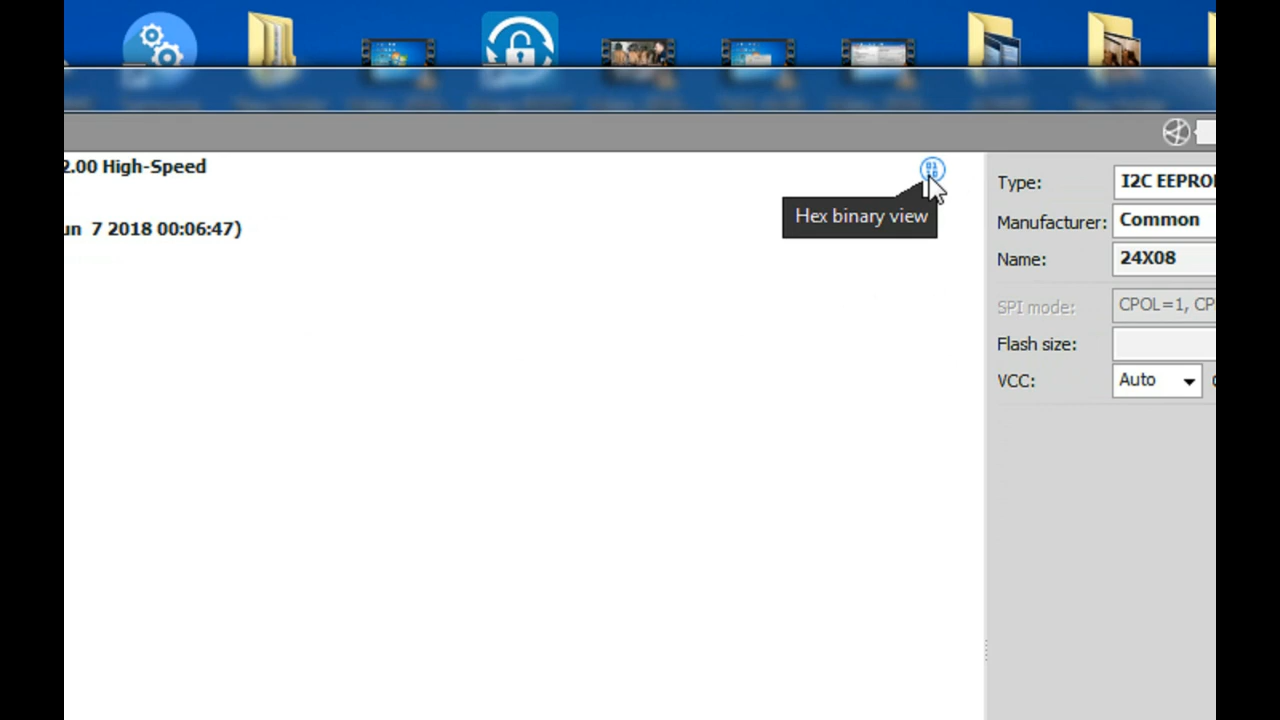 2.00 High-Speed
un 7 2018 00:06:47)
Hex binary view
Type: I2C EEPRO
Manufacturer: Common
Name: 24X08
SPI mode: CPOL=1, CP
Flash size:
VCC: Auto